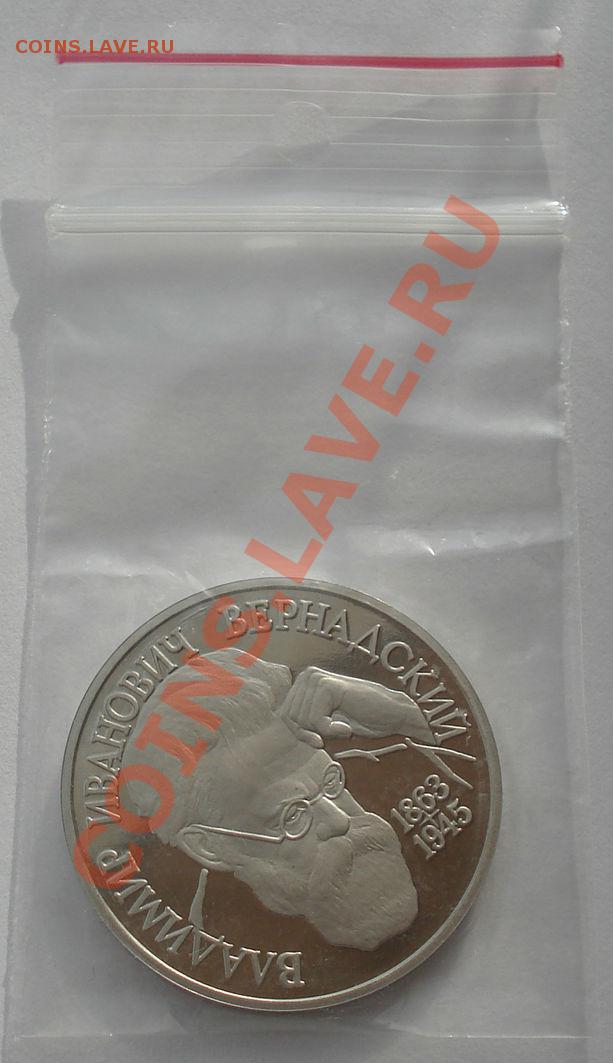 COINS.LAVE.RU
COINS.LAVE.RU
ВЛАДИМИР ИВАНОВИЧ ВЕРНАДСКИЙ
1863
1945